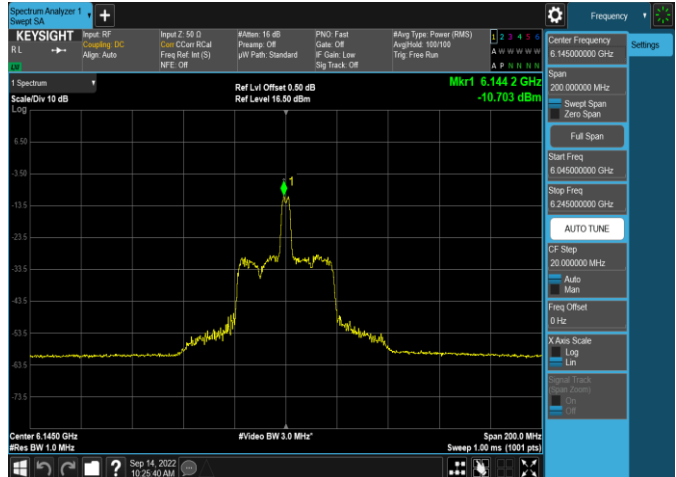 Spectrum Analyzer 1
Swept SA
Frequency
KEYSIGHT
RL
AM
Input: RF
Coupling: DC
Align: Auto
Input Z: 50 Ω
Corr CCorr RCal
Freq Ref: Int (S)
NFE: Off
#Atten: 16 dB
Preamp: Off
µW Path: Standard
PNO: Fast
Gate: Off
IF Gain: Low
Sig Track: Off
#Avg Type: Power (RMS)
Avg|Hold: 100/100
Trig: Free Run
1 2 3 4 5 6
A W W W W W
A P N N N N
1 Spectrum
Scale/Div 10 dB
Log
Ref Lvl Offset 0.50 dB
Ref Level 16.50 dBm
Mkr1 6.144 2 GHz
-10.703 dBm
1
6.50
-3.50
-13.5
-23.5
-33.5
-43.5
-53.5
-63.5
-73.5
Center 6.1450 GHz
#Res BW 1.0 MHz
#Video BW 3.0 MHz*
Span 200.0 MHz
Sweep 1.00 ms (1001 pts)
Sep 14, 2022
10:25:40 AM
?
Center Frequency
6.145000000 GHz
Span
200.000000 MHz
Swept Span
Zero Span
Full Span
Start Freq
6.045000000 GHz
Stop Freq
6.245000000 GHz
AUTO TUNE
CF Step
20.000000 MHz
Auto
Man
Freq Offset
0 Hz
X Axis Scale
Log
Lin
Signal Track
(Span Zoom)
On
Off
Settings